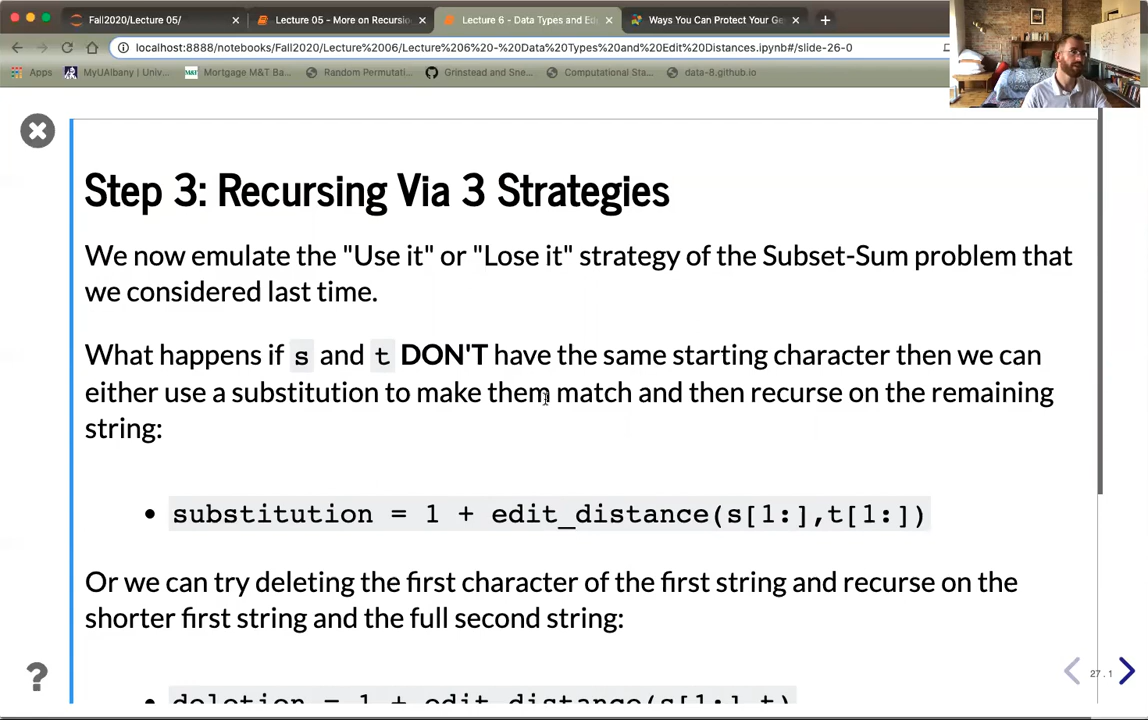 Fall2020/Lecture 05/
Lecture 05 - More on Recursio
Lecture 6 - Data Types and Ed
Ways You Can Protect Your Ge
localhost:8888/notebooks/Fall2020/Lecture%2006/Lecture%206%20-%20Data%20Types%20and%20Edit%20Distances.ipynb#/slide-26-0
Apps MyUAlbany | Univ... Mortgage M&T Ba... Random Permutati... Grinstead and Sne... Computational Sta... data-8.github.io
Step 3: Recursing Via 3 Strategies
We now emulate the "Use it" or "Lose it" strategy of the Subset-Sum problem that
we considered last time.
What happens if s and t DON'T have the same starting character then we can
either use a substitution to make them match and then recurse on the remaining
string:
• substitution = 1 + edit_distance(s[1:],t[1:])
Or we can try deleting the first character of the first string and recurse on the
shorter first string and the full second string:
• deletion = 1 + edit_distance(s[1:],t)
?
27.1